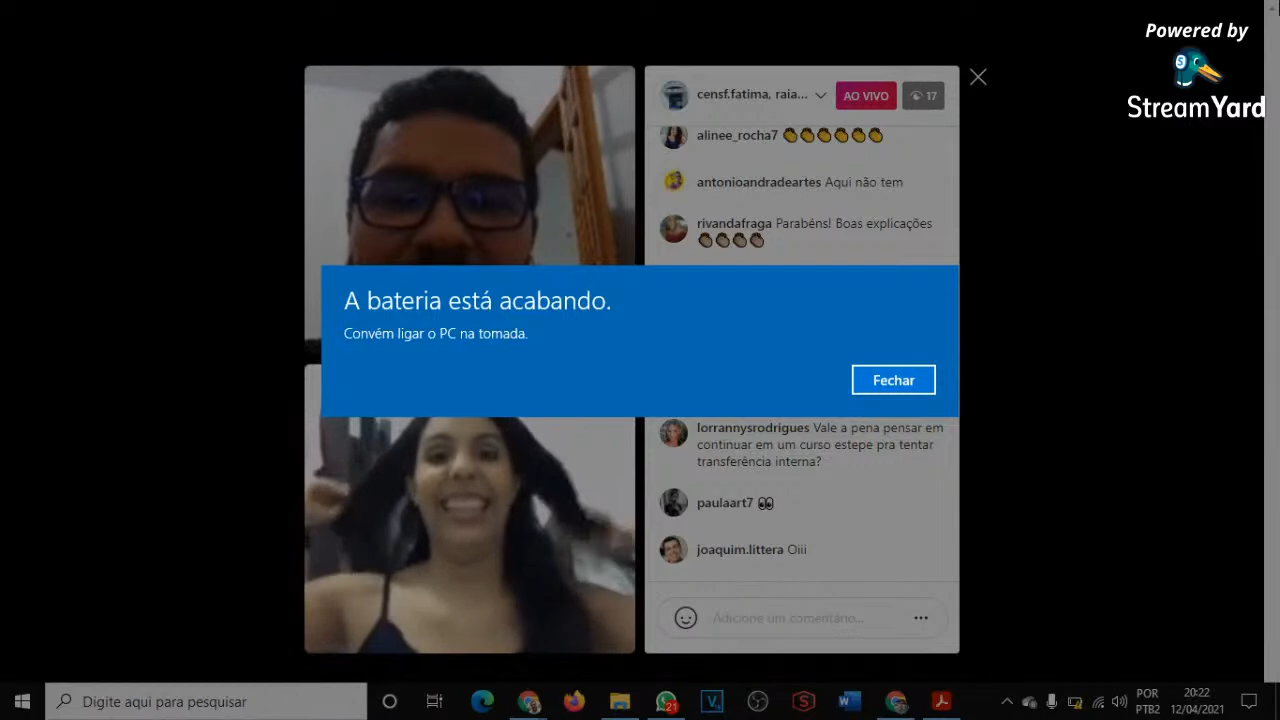 Powered by
StreamYard
censf.fatima, raia...
AO VIVO
17
alinee_rocha7 👏👏👏👏👏👏
antonioandradeartes Aqui não tem
rivandafraga Parabéns! Boas explicações
👏🏽👏🏽👏🏽👏🏽
A bateria está acabando.
Convém ligar o PC na tomada.
Fechar
lorrannysrodrigues Vale a pena pensar em
continuar em um curso estepe pra tentar
transferência interna?
paulaart7 👀
joaquim.littera Oiii
Adicione um comentário...
Digite aqui para pesquisar
21
POR
PTB2
20:22
12/04/2021